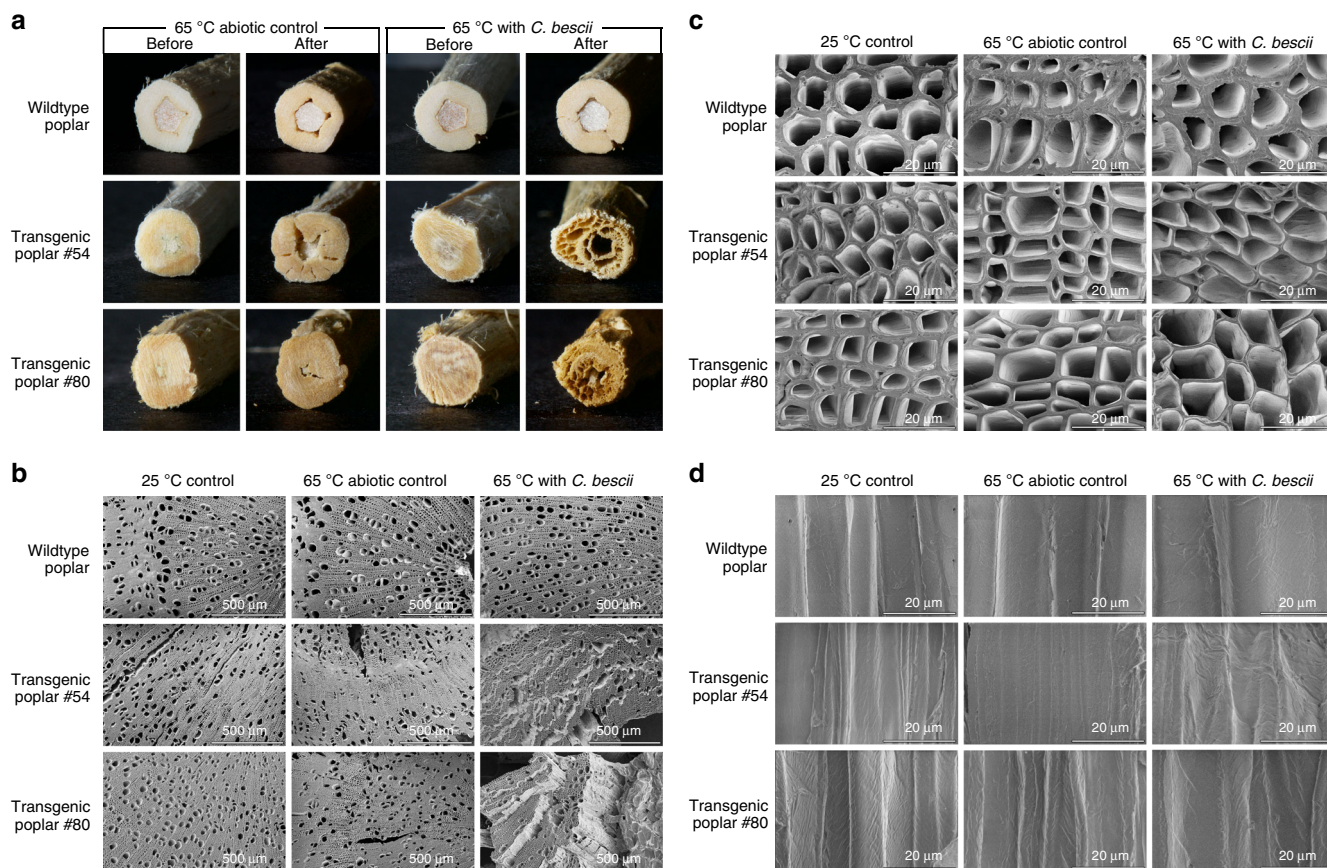 a
65 °C abiotic control
65 °C with C. bescii
Before
After
Before
After
Wildtype
poplar
Transgenic
poplar #54
Transgenic
poplar #80
b
25 °C control
65 °C abiotic control
65 °C with C. bescii
Wildtype
poplar
500 μm
500 μm
500 μm
Transgenic
poplar #54
500 μm
500 μm
500 μm
Transgenic
poplar #80
500 μm
500 μm
500 μm
c
25 °C control
65 °C abiotic control
65 °C with C. bescii
Wildtype
poplar
20 μm
20 μm
20 μm
Transgenic
poplar #54
20 μm
20 μm
20 μm
Transgenic
poplar #80
20 μm
20 μm
20 μm
d
25 °C control
65 °C abiotic control
65 °C with C. bescii
Wildtype
poplar
20 μm
20 μm
20 μm
Transgenic
poplar #54
20 μm
20 μm
20 μm
Transgenic
poplar #80
20 μm
20 μm
20 μm